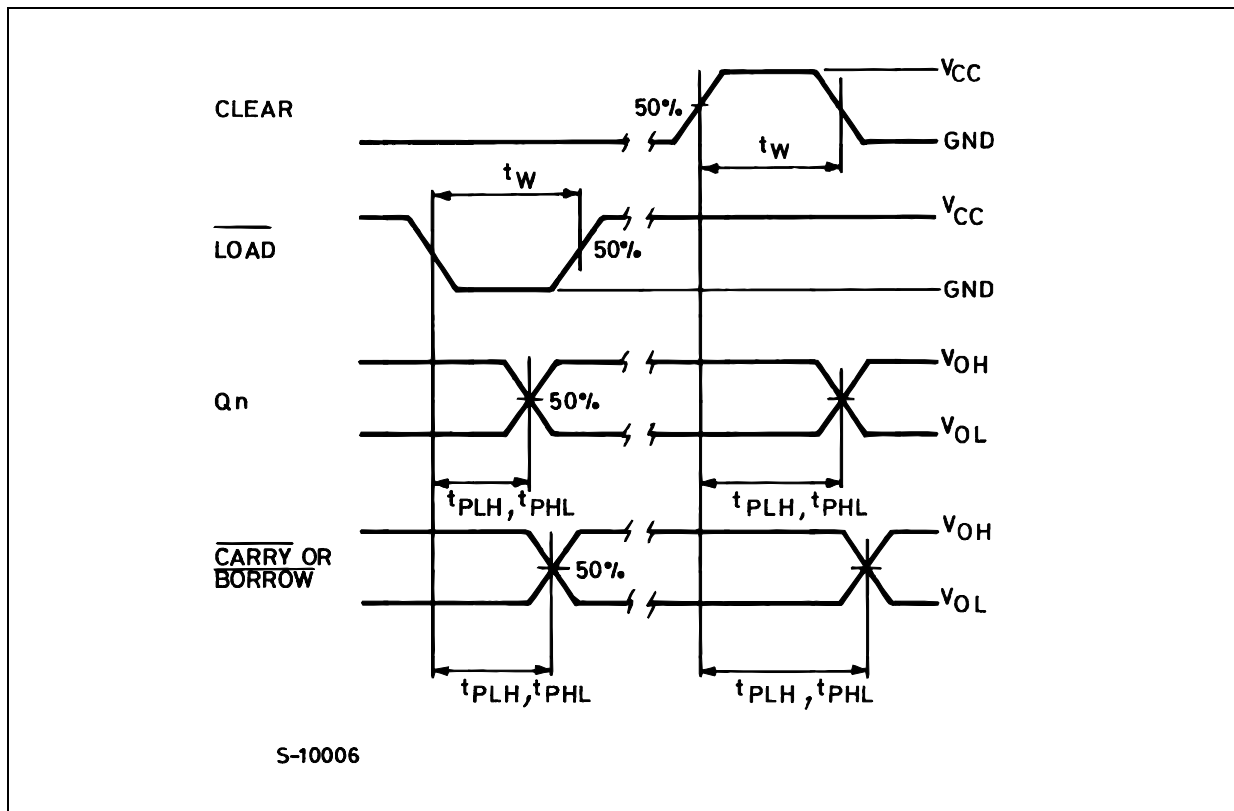 VCC
CLEAR
50%
GND
tW
tW
VCC
LOAD
50%
GND
VOH
Qn
50%
VOL
tPLH, tPHL
tPLH, tPHL
VOH
CARRY OR
BORROW
50%
VOL
tPLH, tPHL
tPLH, tPHL
S-10006